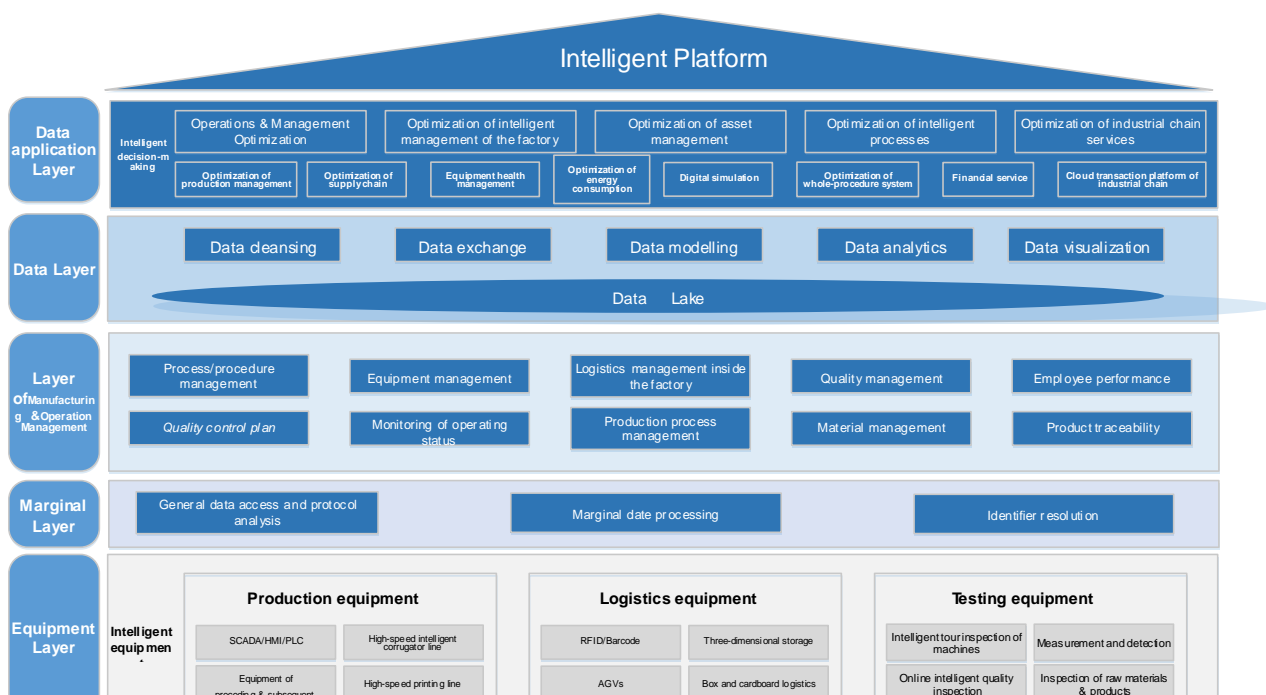 Intelligent Platform
Data
application
Layer
Intelligent
decision-m
aking
Operations & Management
Optimization
Optimization of intelligent
management of the factory
Optimization of asset
management
Optimization of intelligent
processes
Optimization of industrial chain
services
Optimization of
production management
Optimization of
supply chain
Equipment health
management
Optimization of
energy
consumption
Digital simulation
Optimization of
whole-procedure system
Financial service
Cloud transaction platform of
industrial chain
Data Layer
Data cleansing
Data exchange
Data modelling
Data analytics
Data visualization
Data Lake
Layer
of Manufacturin
g & Operation
Management
Process/procedure
management
Equipment management
Logistics management inside
the factory
Quality management
Employee performance
Quality control plan
Monitoring of operating
status
Production process
management
Material management
Product traceability
Marginal
Layer
General data access and protocol
analysis
Marginal date processing
Identifier resolution
Equipment
Layer
Intelligent
equipmen
Production equipment
SCADA/HMI/PLC
High-speed intelligent
corrugator line
Equipment of
preceding & subsequent
High-speed printing line
Logistics equipment
RFID/Barcode
Three-dimensional storage
AGVs
Box and cardboard logistics
Testing equipment
Intelligent tour inspection of
machines
Measurement and detection
Online intelligent quality
inspection
Inspection of raw materials
& products